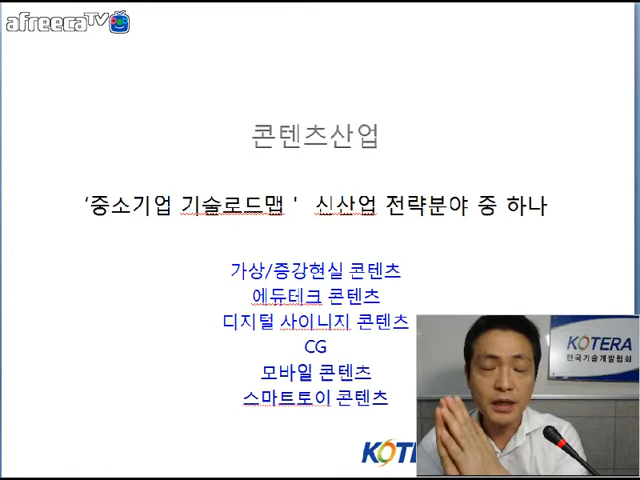 afreecaTV
콘텐츠산업
‘중소기업 기술로드맵 ' 신산업 전략분야 중 하나
가상/증강현실 콘텐츠
에듀테크 콘텐츠
디지털 사이니지 콘텐츠
CG
모바일 콘텐츠
스마트토이 콘텐츠
KOTERA
한국기술개발협회
KOTE